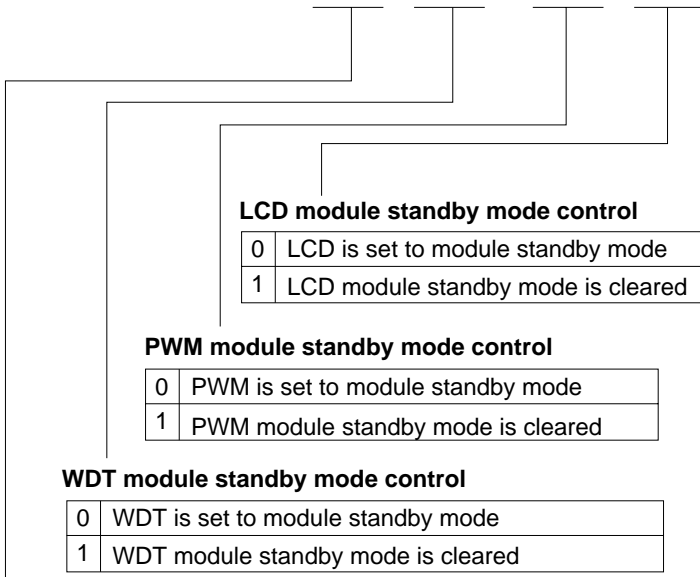 LCD module standby mode control
0 LCD is set to module standby mode
1 LCD module standby mode is cleared
PWM module standby mode control
0 PWM is set to module standby mode
1 PWM module standby mode is cleared
WDT module standby mode control
0 WDT is set to module standby mode
1 WDT module standby mode is cleared